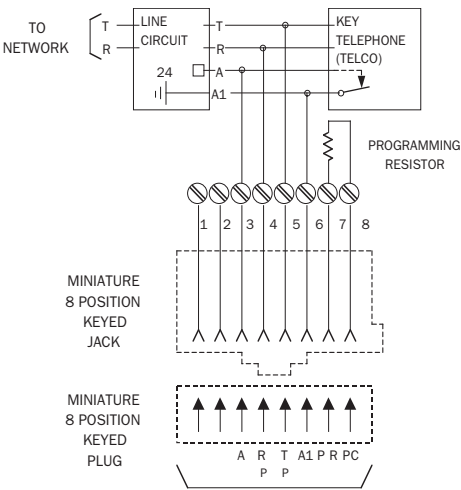 TO
NETWORK
T
R
LINE
CIRCUIT
24
T
R
A
A1
KEY
TELEPHONE
(TELCO)
PROGRAMMING
RESISTOR
1 2 3 4 5 6 7 8
MINIATURE
8 POSITION
KEYED
JACK
MINIATURE
8 POSITION
KEYED
PLUG
A R T A1 P R PC
P P